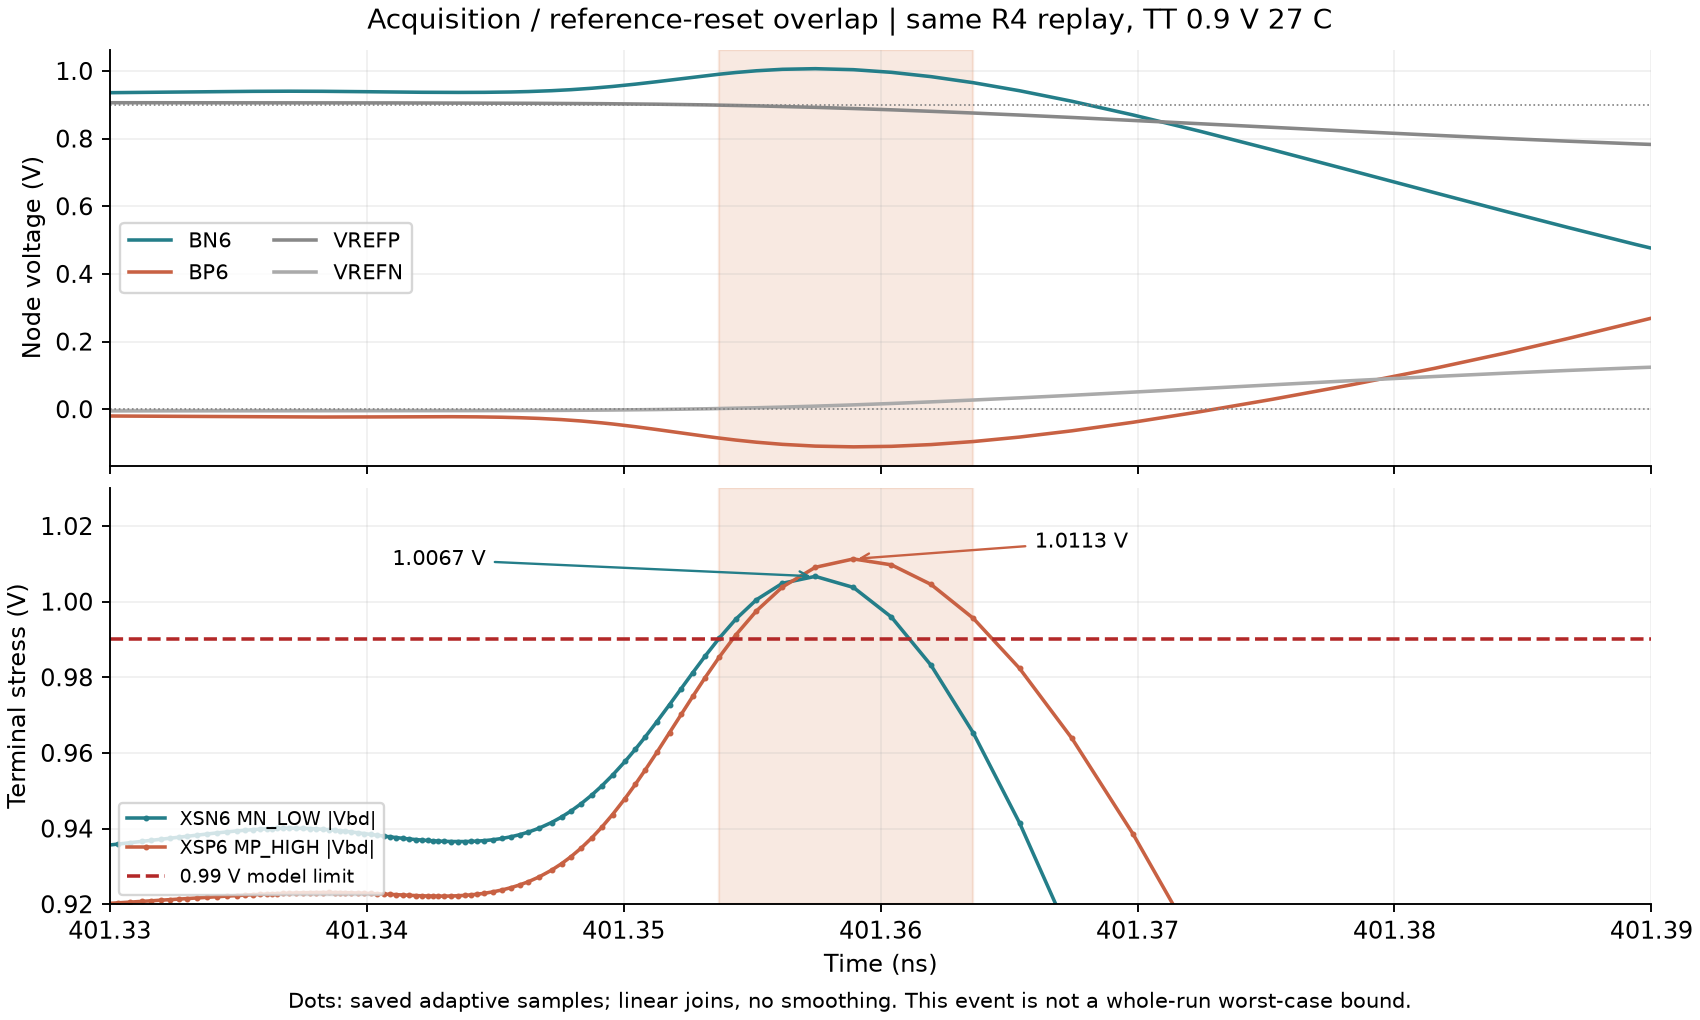 Acquisition / reference-reset overlap | same R4 replay, TT 0.9 V 27 C
Node voltage (V)
1.0
0.8
0.6
0.4
0.2
0.0
BN6
BP6
VREFP
VREFN
Terminal stress (V)
1.02
1.00
0.98
0.96
0.94
0.92
1.0067 V
1.0113 V
XSN6 MN_LOW |Vbd|
XSP6 MP_HIGH |Vbd|
0.99 V model limit
401.33 401.34 401.35 401.36 401.37 401.38 401.39
Time (ns)
Dots: saved adaptive samples; linear joins, no smoothing. This event is not a whole-run worst-case bound.